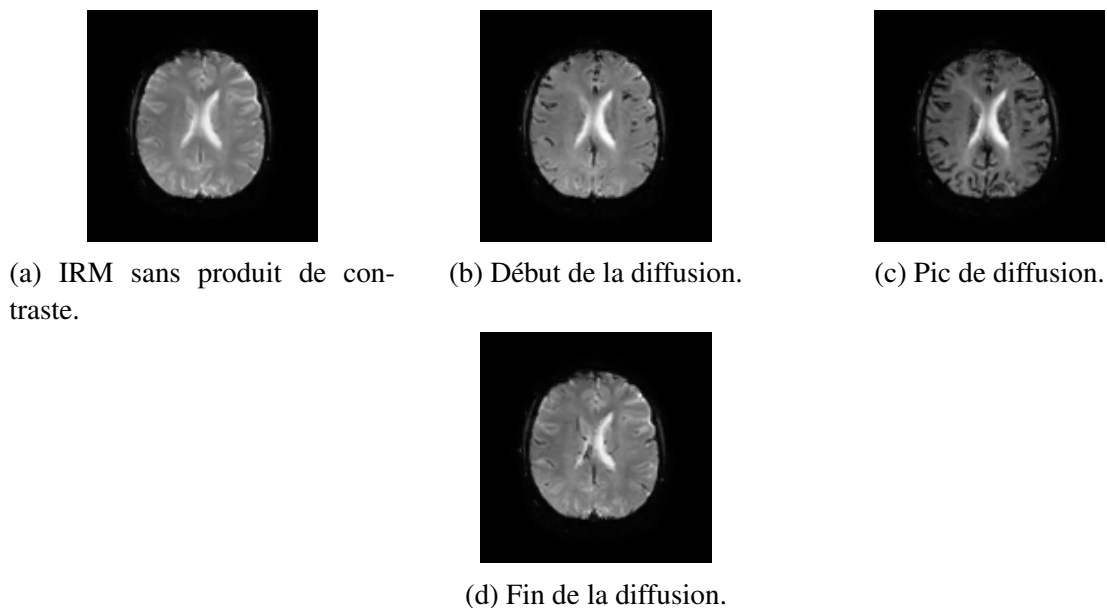 (a) IRM sans produit de con-
traste.
(b) Début de la diffusion.
(c) Pic de diffusion.
(d) Fin de la diffusion.